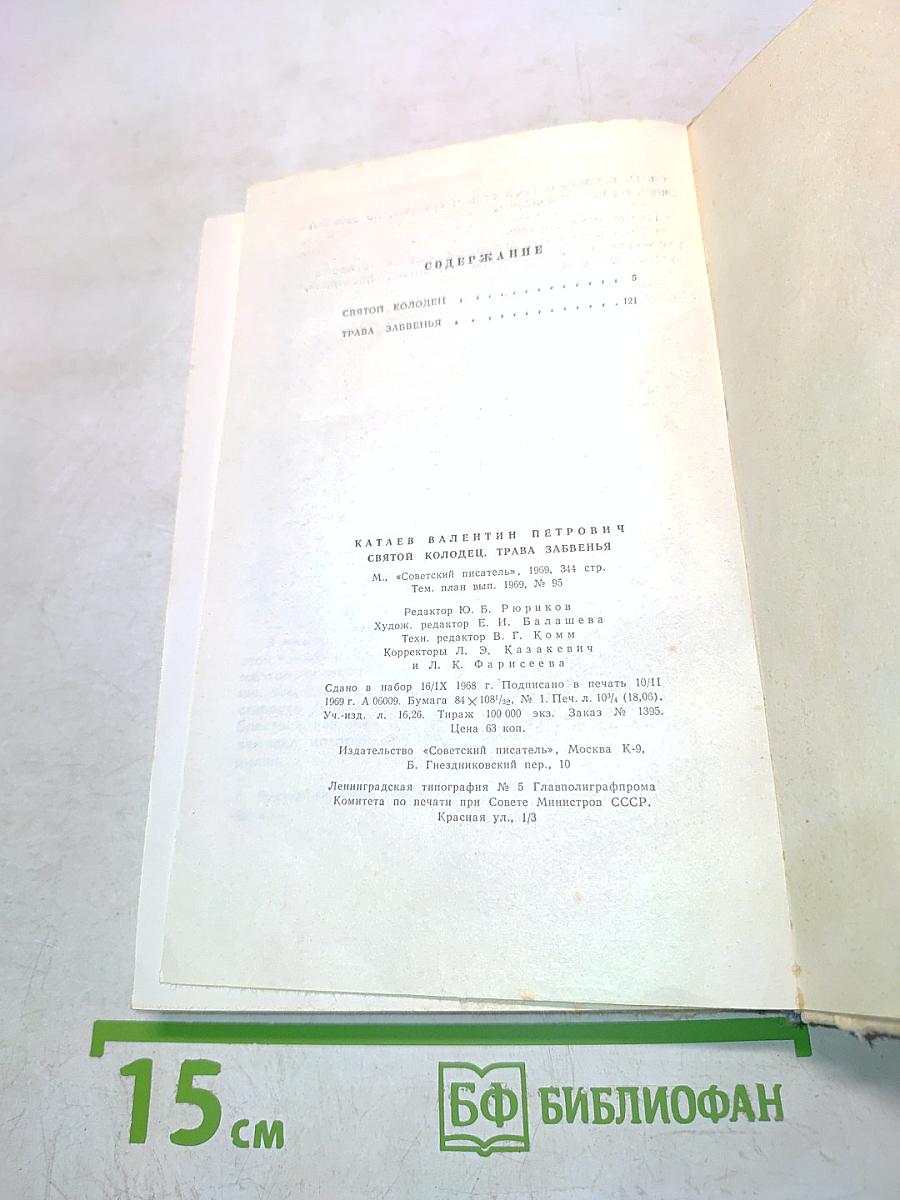 СОДЕРЖАНИЕ
СВЯТОЙ КОЛОДЕЦ . . . . . . . . . . . . 5
ТРАВА ЗАБВЕНЬЯ . . . . . . . . . . . . 121
КАТАЕВ ВАЛЕНТИН ПЕТРОВИЧ
СВЯТОЙ КОЛОДЕЦ. ТРАВА ЗАБВЕНЬЯ
М., «Советский писатель», 1969, 344 стр.
Тем. план вып. 1969, № 95
Редактор Ю. Б. Рюриков
Худож. редактор Е. И. Балашева
Техн. редактор В. Г. Комм
Корректоры Л. Э. Казакевич
и Л. К. Фарисеева
Сдано в набор 16/IX 1968 г. Подписано в печать 10/II
1969 г. А 06009. Бумага 84×108¹/₃₂, № 1. Печ. л. 10³/₄ (18,06).
Уч.-изд. л. 16,26. Тираж 100 000 экз. Заказ № 1395.
Цена 63 коп.
Издательство «Советский писатель», Москва К-9,
Б. Гнездниковский пер., 10
Ленинградская типография № 5 Главполиграфпрома
Комитета по печати при Совете Министров СССР.
Красная ул., 1/3
15 см
БФ БИБЛИОФАН